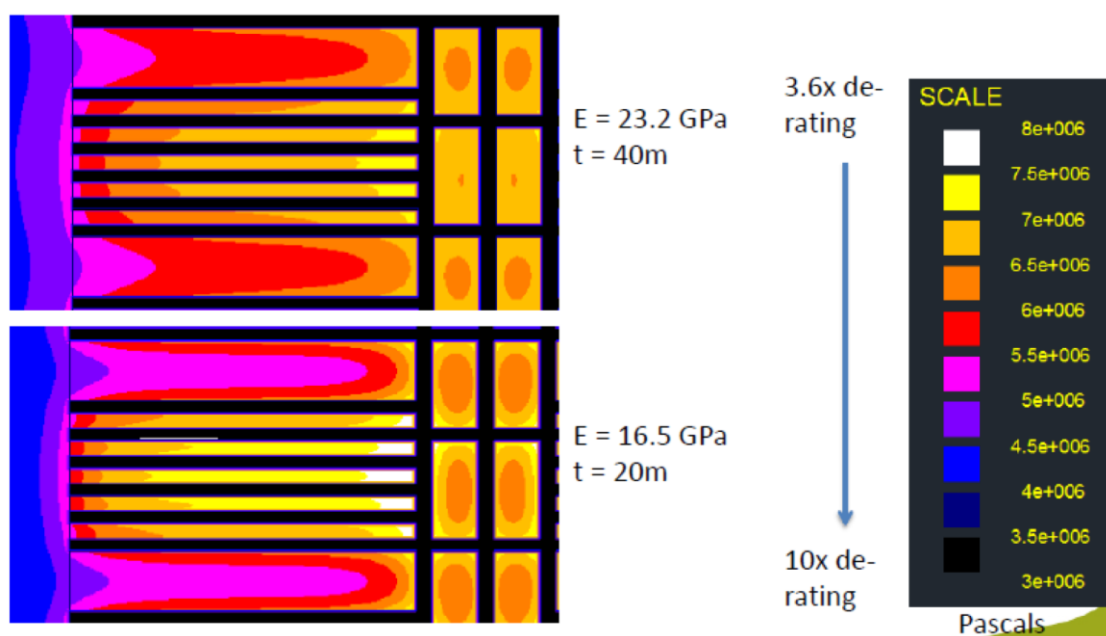 E = 23.2 GPa
t = 40m
E = 16.5 GPa
t = 20m
3.6x de-
rating
10x de-
rating
SCALE
8e+006
7.5e+006
7e+006
6.5e+006
6e+006
5.5e+006
5e+006
4.5e+006
4e+006
3.5e+006
3e+006
Pascals